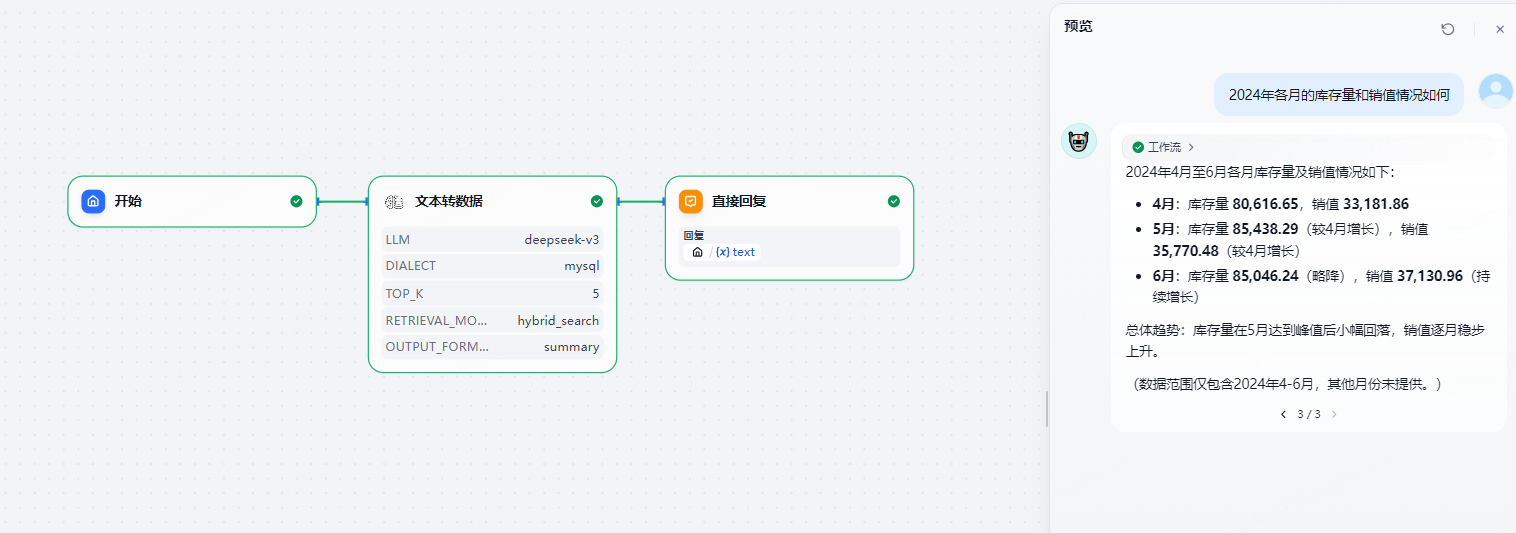 预览
2024年各月的库存量和销值情况如何
工作流
2024年4月至6月各月库存量及销值情况如下：
4月：库存量 80,616.65，销值 33,181.86
5月：库存量 85,438.29（较4月增长），销值
35,770.48（较4月增长）
6月：库存量 85,046.24（略降），销值 37,130.96（持
续增长）
总体趋势：库存量在5月达到峰值后小幅回落，销值逐月稳步
上升。
（数据范围仅包含2024年4-6月，其他月份未提供。）
3 / 3
开始
文本转数据
LLM deepseek-v3
DIALECT mysql
TOP_K 5
RETRIEVAL_MO... hybrid_search
OUTPUT_FORM... summary
直接回复
回复
/ {x} text